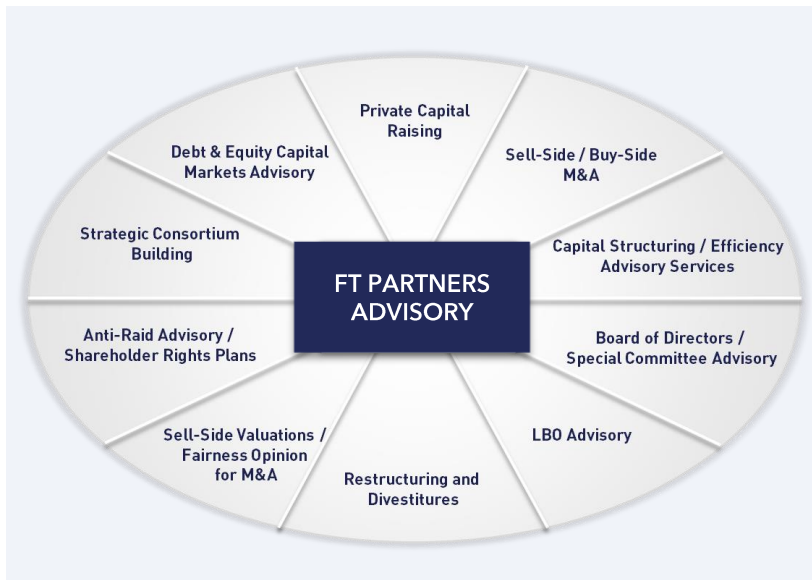 Private Capital
Raising
Sell-Side / Buy-Side
M&A
Capital Structuring / Efficiency
Advisory Services
Board of Directors /
Special Committee Advisory
LBO Advisory
Restructuring and
Divestitures
Sell-Side Valuations /
Fairness Opinion
for M&A
Anti-Raid Advisory /
Shareholder Rights Plans
Strategic Consortium
Building
Debt & Equity Capital
Markets Advisory
FT PARTNERS
ADVISORY